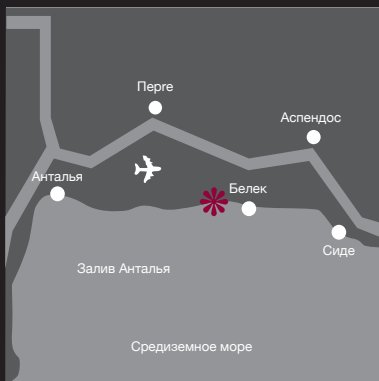 Перге
Аспендос
Анталья
Белек
Сиде
Залив Анталья
Средиземное море